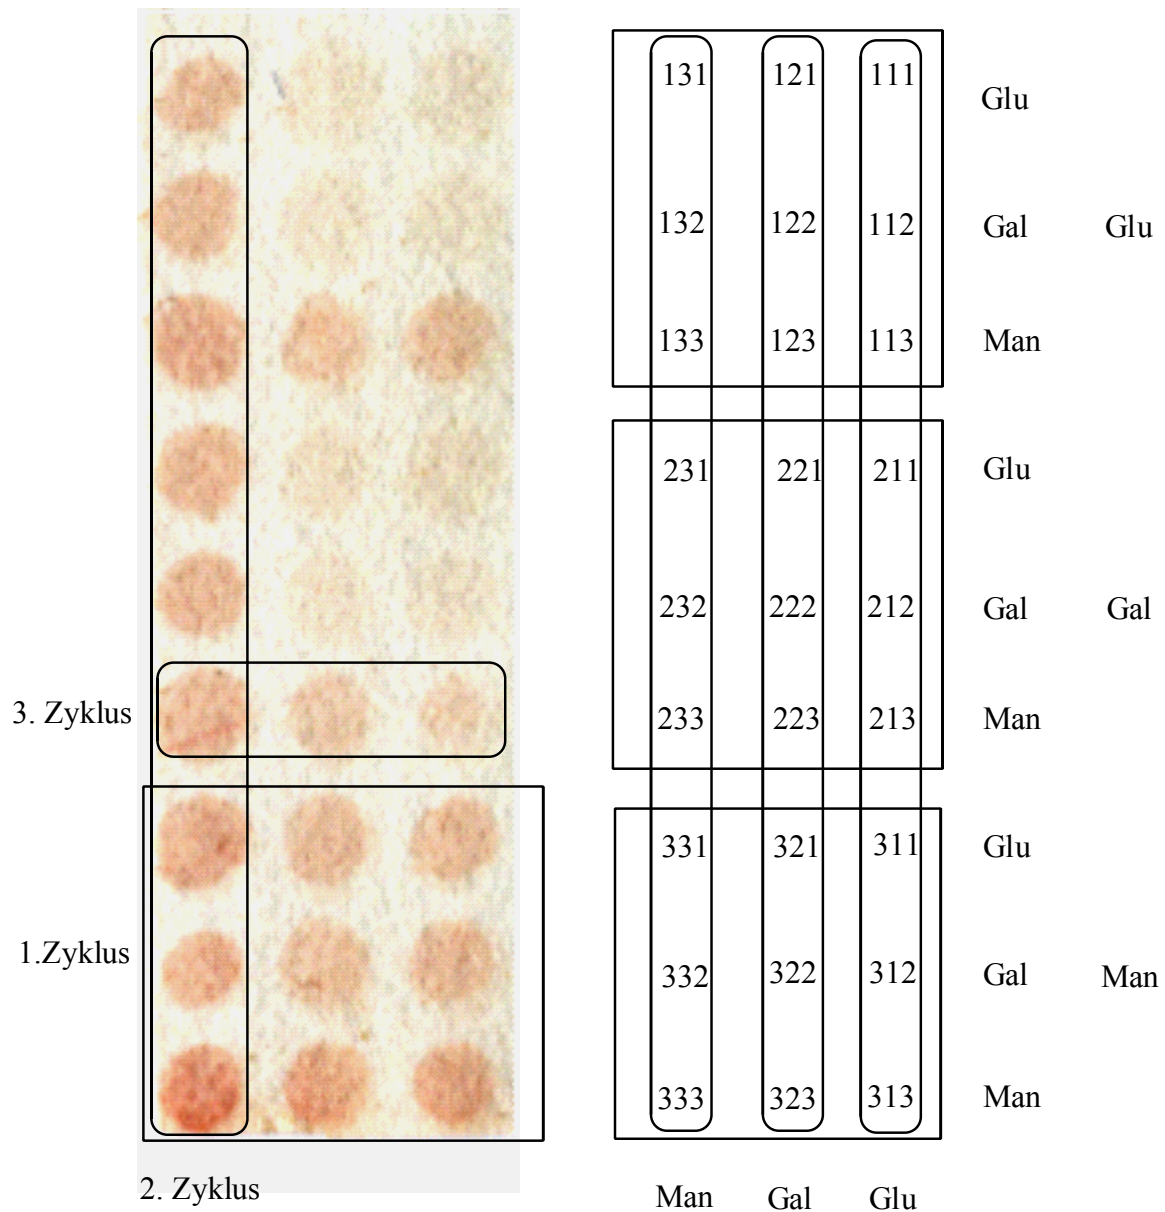 131 121 111 Glu
132 122 112 Gal Glu
133 123 113 Man
231 221 211 Glu
232 222 212 Gal Gal
3. Zyklus 233 223 213 Man
331 321 311 Glu
1.Zyklus 332 322 312 Gal Man
333 323 313 Man
2. Zyklus Man Gal Glu